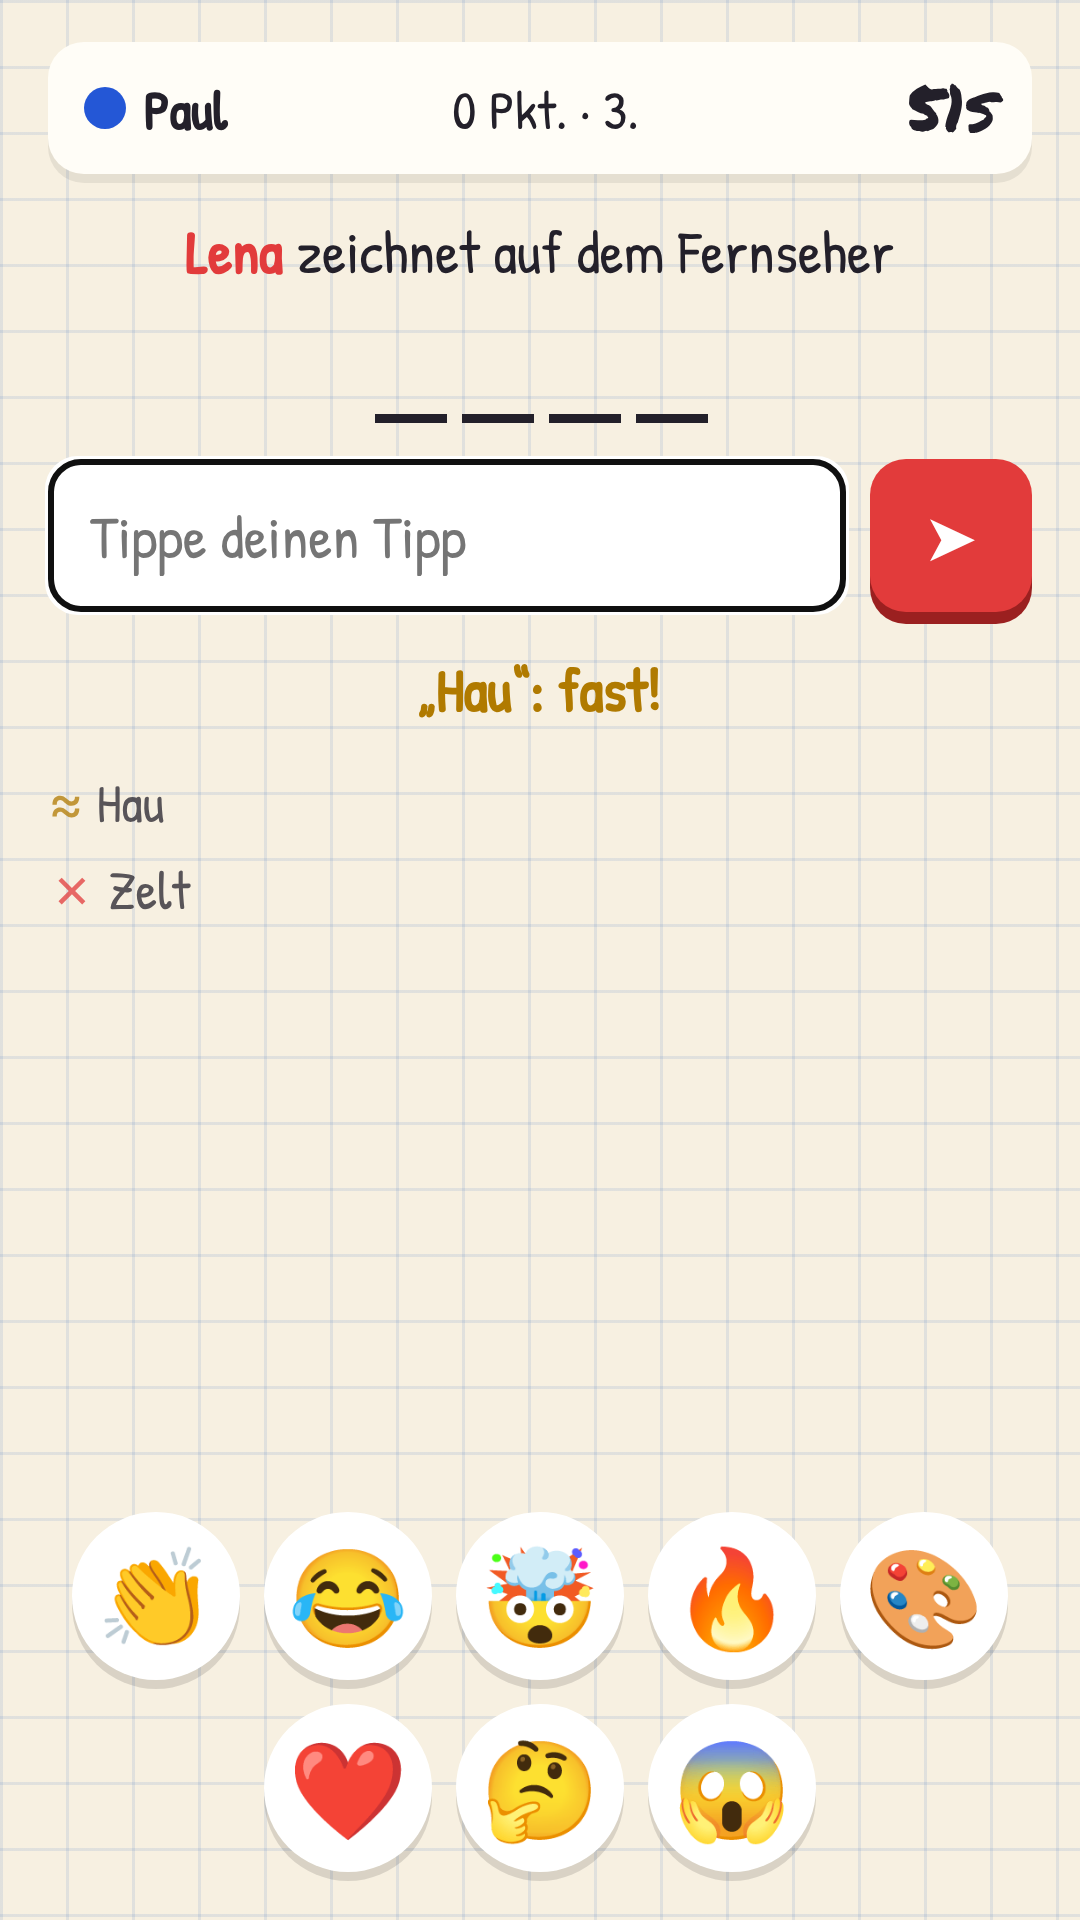 Paul
0 Pkt. · 3.
5/5
Lena zeichnet auf dem Fernseher
Tippe deinen Tipp
„Hau“: fast!
≈ Hau
✕ Zelt